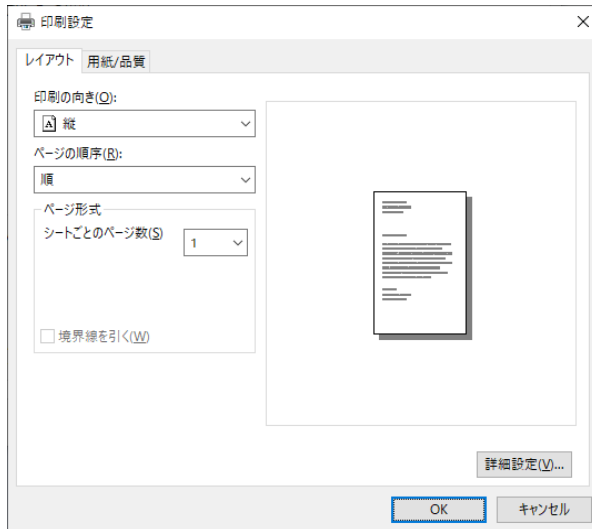 印刷設定
レイアウト 用紙/品質
印刷の向き(O):
縦
ページの順序(R):
順
ページ形式
シートごとのページ数(S)
1
境界線を引く(W)
詳細設定(V)...
OK キャンセル